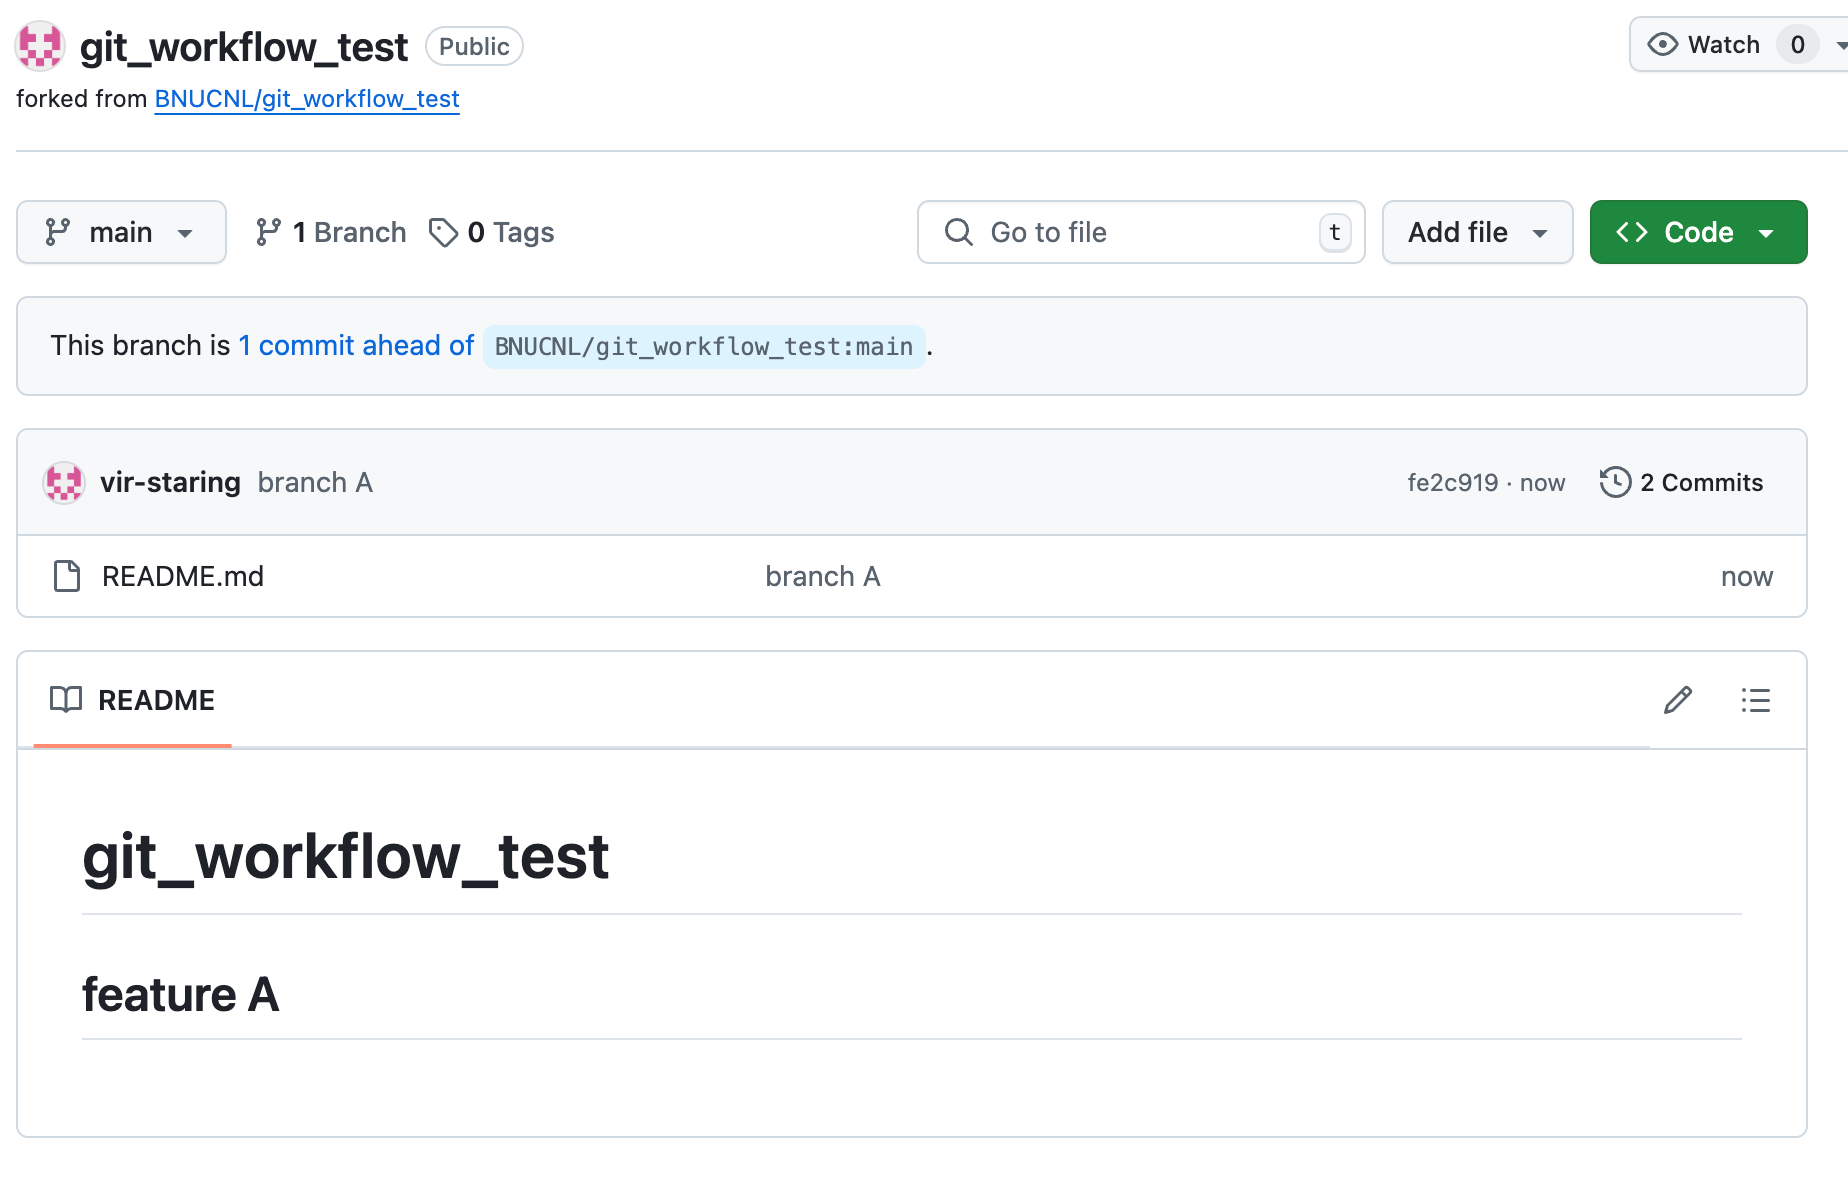 git_workflow_test Public Watch 0
forked from BNUCNL/git_workflow_test
main 1 Branch 0 Tags Go to file t Add file Code
This branch is 1 commit ahead of BNUCNL/git_workflow_test:main .
vir-staring branch A fe2c919 · now 2 Commits
README.md branch A now
README
git_workflow_test
feature A